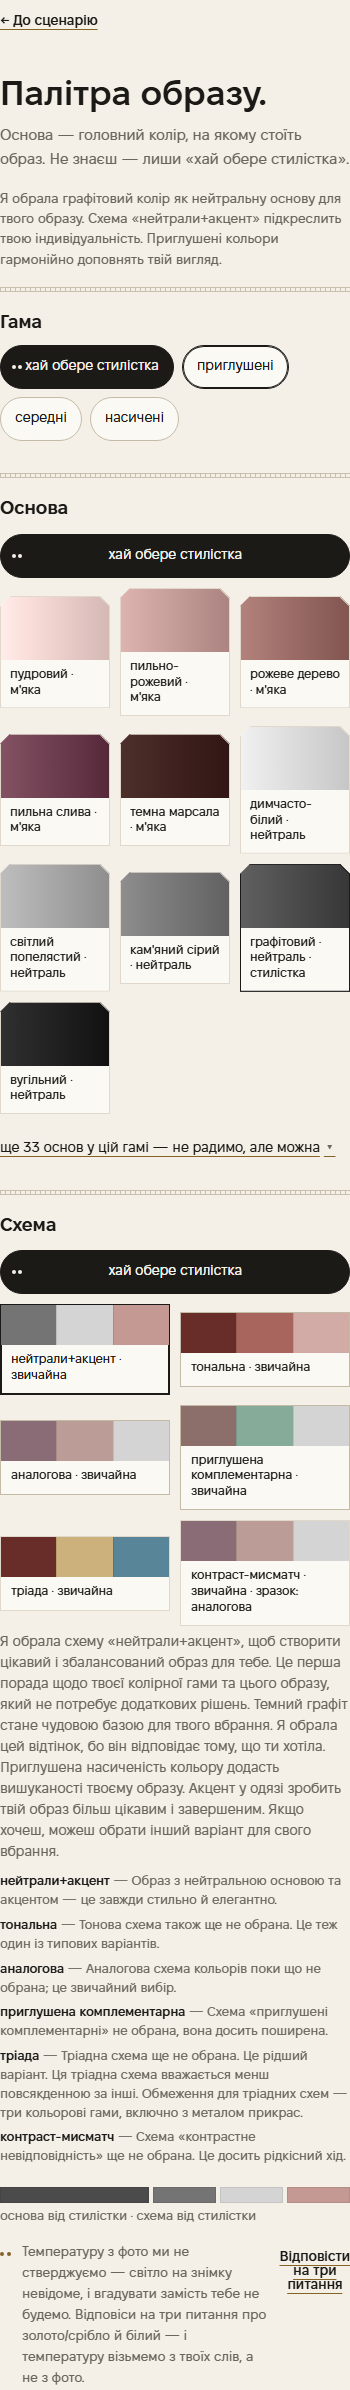 ← До сценарію
Палітра образу.
Основа — головний колір, на якому стоїть
образ. Не знаєш — лиши «хай обере стилістка».
Я обрала графітовий колір як нейтральну основу для
твого образу. Схема «нейтрали+акцент» підкреслить
твою індивідуальність. Приглушені кольори
гармонійно доповнять твій вигляд.
Гама
хай обере стилістка
приглушені
середні
насичені
Основа
хай обере стилістка
пудровий ·
м'яка
пильно-
рожевий ·
м'яка
рожеве дерево
· м'яка
пильна слива ·
м'яка
темна марсала
· м'яка
димчасто-
білий ·
нейтраль
світлий
попелястий ·
нейтраль
кам'яний сірий
· нейтраль
графітовий ·
нейтраль ·
стилістка
вугільний ·
нейтраль
ще 33 основ у цій гамі — не радимо, але можна ▾
Схема
хай обере стилістка
нейтрали+акцент ·
звичайна
тональна · звичайна
аналогова · звичайна
приглушена
комплементарна ·
звичайна
тріада · звичайна
контраст-мисматч ·
звичайна · зразок:
аналогова
Я обрала схему «нейтрали+акцент», щоб створити
цікавий і збалансований образ для тебе. Це перша
порада щодо твоєї колірної гами та цього образу,
який не потребує додаткових рішень. Темний графіт
стане чудовою базою для твого вбрання. Я обрала
цей відтінок, бо він відповідає тому, що ти хотіла.
Приглушена насиченість кольору додасть
вишуканості твоєму образу. Акцент у одязі зробить
твій образ більш цікавим і завершеним. Якщо
хочеш, можеш обрати інший варіант для свого
вбрання.
нейтрали+акцент — Образ з нейтральною основою та
акцентом — це завжди стильно й елегантно.
тональна — Тонова схема також ще не обрана. Це теж
один із типових варіантів.
аналогова — Аналогова схема кольорів поки що не
обрана; це звичайний вибір.
приглушена комплементарна — Схема «приглушені
комплементарні» не обрана, вона досить поширена.
тріада — Тріадна схема ще не обрана. Це рідший
варіант. Ця тріадна схема вважається менш
повсякденною за інші. Обмеження для тріадних схем —
три кольорові гами, включно з металом прикрас.
контраст-мисматч — Схема «контрастне
невідповідність» ще не обрана. Це досить рідкісний хід.
основа від стилістки · схема від стилістки
Температуру з фото ми не
стверджуємо — світло на знімку
невідоме, і вгадувати замість тебе не
будемо. Відповіси на три питання про
золото/срібло й білий — і
температуру візьмемо з твоїх слів, а
не з фото.
Відповісти
на три
питання